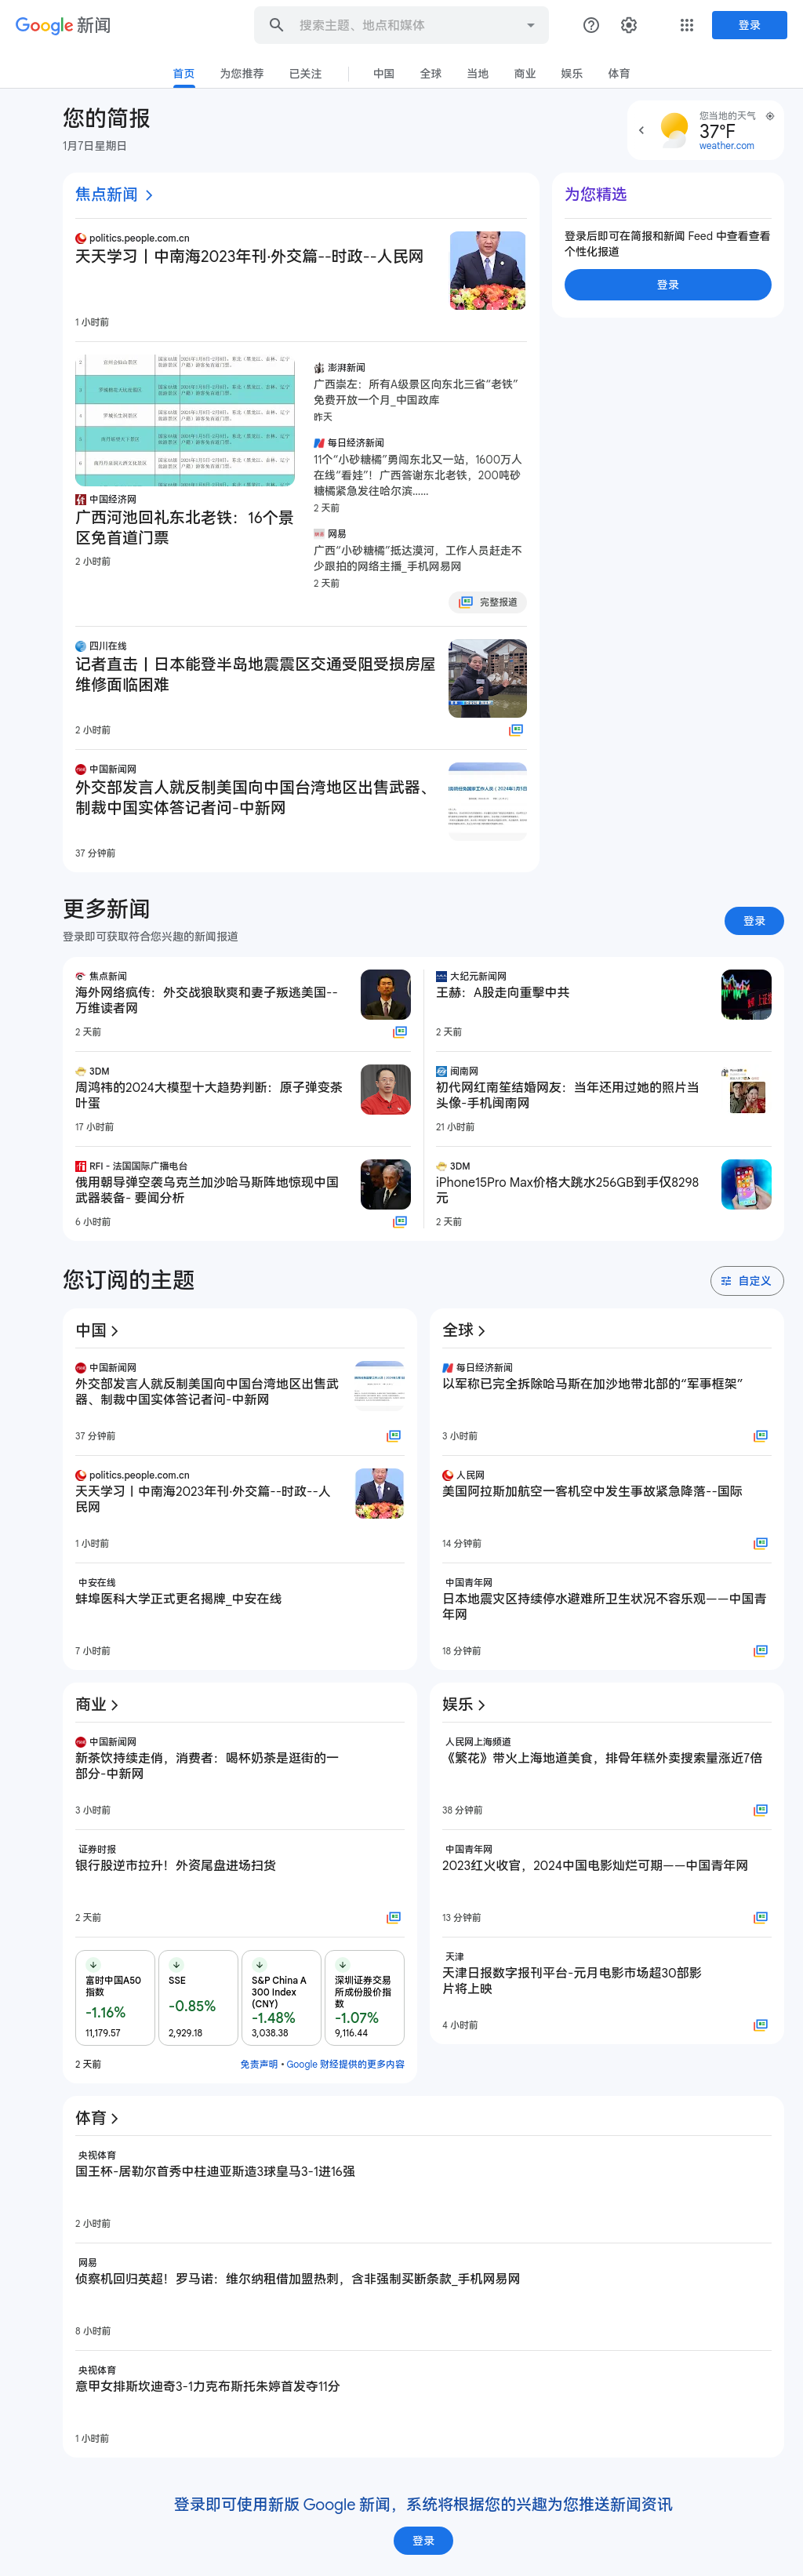 Google 新闻
搜索主题、地点和媒体
登录
首页
为您推荐
已关注
中国
全球
当地
商业
娱乐
体育
您的简报
1月7日星期日
您当地的天气
37°F
weather.com
焦点新闻
politics.people.com.cn
天天学习丨中南海2023年刊·外交篇--时政--人民网
1 小时前
中国经济网
广西河池回礼东北老铁：16个景
区免首道门票
2 小时前
澎湃新闻
广西崇左：所有A级景区向东北三省“老铁”
免费开放一个月_中国政库
昨天
每日经济新闻
11个“小砂糖橘”勇闯东北又一站，1600万人
在线“看娃”！广西答谢东北老铁，200吨砂
糖橘紧急发往哈尔滨……
2 天前
网易
广西“小砂糖橘”抵达漠河，工作人员赶走不
少跟拍的网络主播_手机网易网
2 天前
完整报道
四川在线
记者直击丨日本能登半岛地震震区交通受阻受损房屋
维修面临困难
2 小时前
中国新闻网
外交部发言人就反制美国向中国台湾地区出售武器、
制裁中国实体答记者问-中新网
37 分钟前
为您精选
登录后即可在简报和新闻 Feed 中查看查看
个性化报道
登录
更多新闻
登录即可获取符合您兴趣的新闻报道
登录
焦点新闻
海外网络疯传：外交战狼耿爽和妻子叛逃美国--
万维读者网
2 天前
大纪元新闻网
王赫：A股走向重擊中共
2 天前
3DM
周鸿祎的2024大模型十大趋势判断：原子弹变茶
叶蛋
17 小时前
闽南网
初代网红南笙结婚网友：当年还用过她的照片当
头像-手机闽南网
21 小时前
RFI - 法国国际广播电台
俄用朝导弹空袭乌克兰加沙哈马斯阵地惊现中国
武器装备- 要闻分析
6 小时前
3DM
iPhone15Pro Max价格大跳水256GB到手仅8298
元
2 天前
您订阅的主题
自定义
中国
中国新闻网
外交部发言人就反制美国向中国台湾地区出售武
器、制裁中国实体答记者问-中新网
37 分钟前
politics.people.com.cn
天天学习丨中南海2023年刊·外交篇--时政--人
民网
1 小时前
中安在线
蚌埠医科大学正式更名揭牌_中安在线
7 小时前
全球
每日经济新闻
以军称已完全拆除哈马斯在加沙地带北部的“军事框架”
3 小时前
人民网
美国阿拉斯加航空一客机空中发生事故紧急降落--国际
14 分钟前
中国青年网
日本地震灾区持续停水避难所卫生状况不容乐观——中国青
年网
18 分钟前
商业
中国新闻网
新茶饮持续走俏，消费者：喝杯奶茶是逛街的一
部分-中新网
3 小时前
证券时报
银行股逆市拉升！外资尾盘进场扫货
2 天前
富时中国A50
指数
-1.16%
11,179.57
SSE
-0.85%
2,929.18
S&P China A
300 Index
(CNY)
-1.48%
3,038.38
深圳证券交易
所成份股价指
数
-1.07%
9,116.44
2 天前
免责声明 • Google 财经提供的更多内容
娱乐
人民网上海频道
《繁花》带火上海地道美食，排骨年糕外卖搜索量涨近7倍
38 分钟前
中国青年网
2023红火收官，2024中国电影灿烂可期——中国青年网
13 分钟前
天津
天津日报数字报刊平台-元月电影市场超30部影
片将上映
4 小时前
体育
央视体育
国王杯-居勒尔首秀中柱迪亚斯造3球皇马3-1进16强
2 小时前
网易
侦察机回归英超！罗马诺：维尔纳租借加盟热刺，含非强制买断条款_手机网易网
8 小时前
央视体育
意甲女排斯坎迪奇3-1力克布斯托朱婷首发夺11分
1 小时前
登录即可使用新版 Google 新闻，系统将根据您的兴趣为您推送新闻资讯
登录